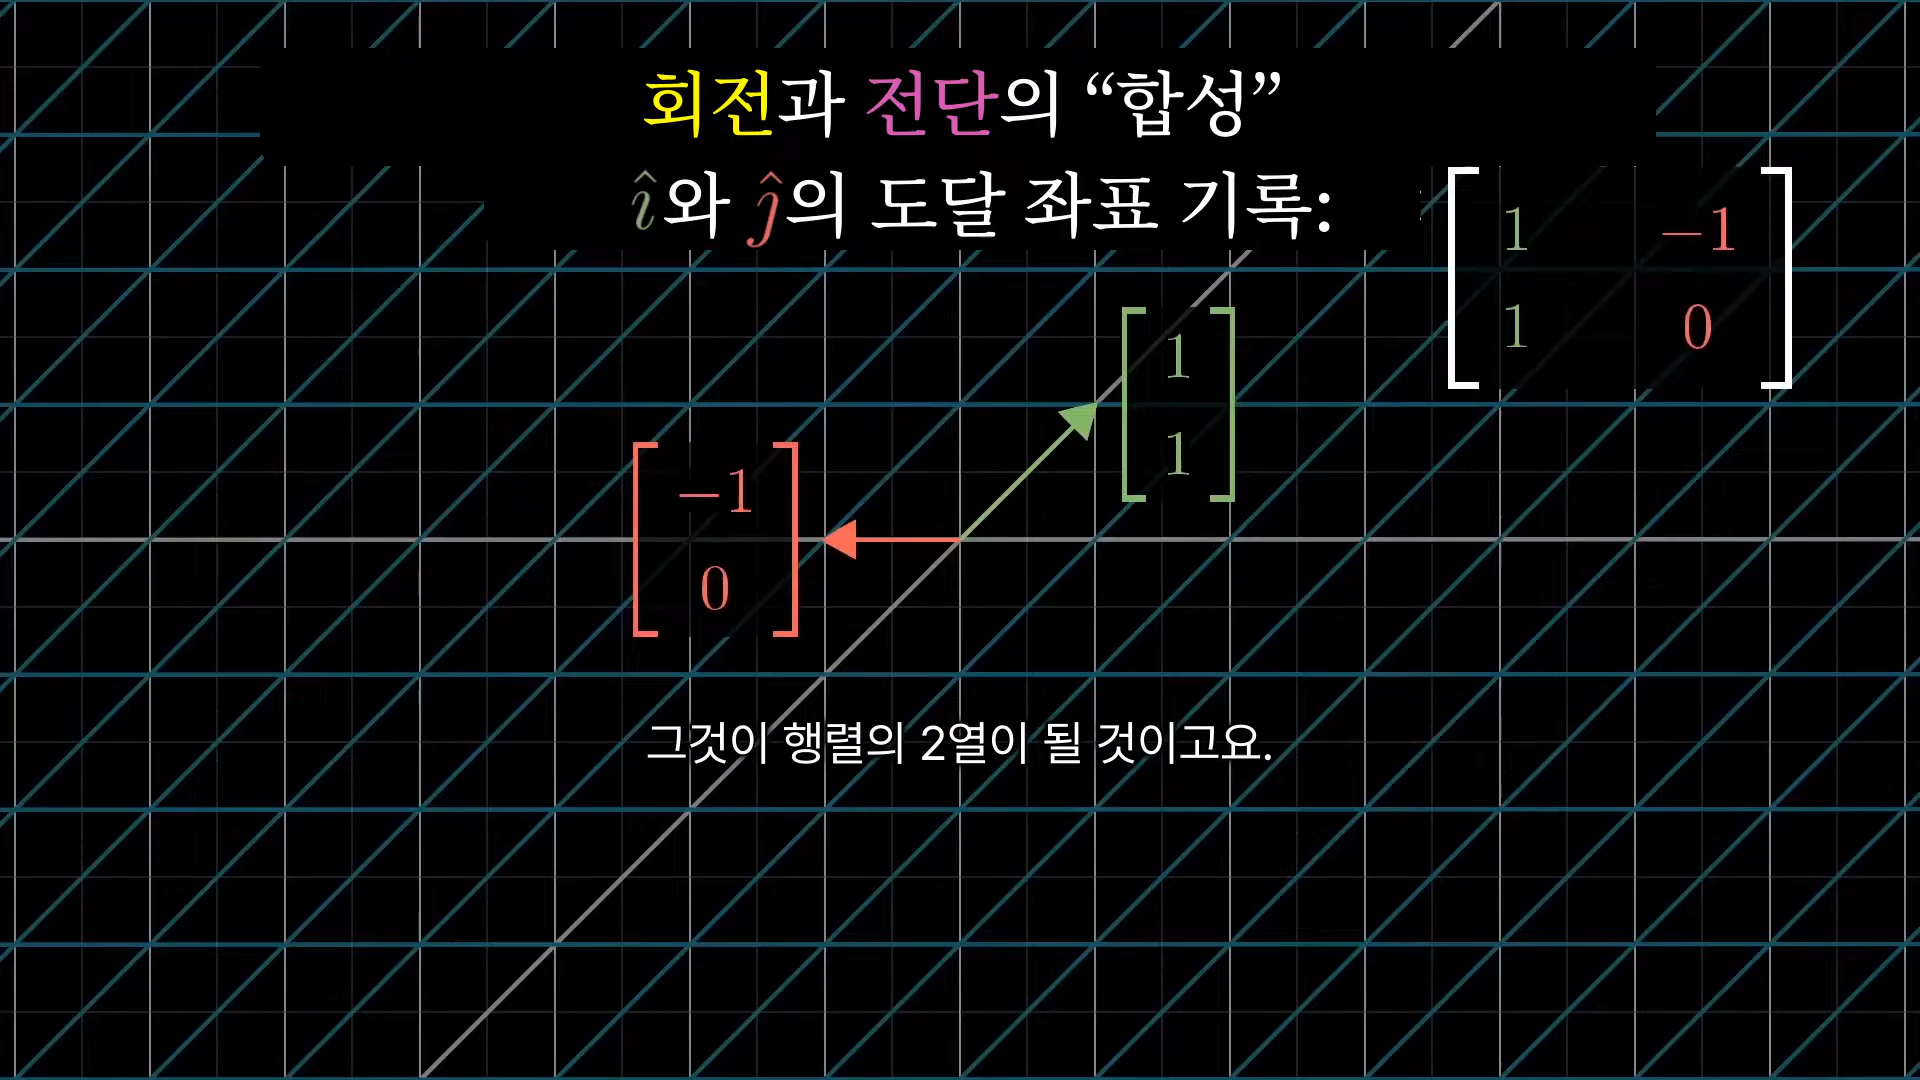 회전과 전단의 “합성”
î와 ĵ의 도달 좌표 기록:
1 -1
1 0
1
1
-1
0
그것이 행렬의 2열이 될 것이고요.